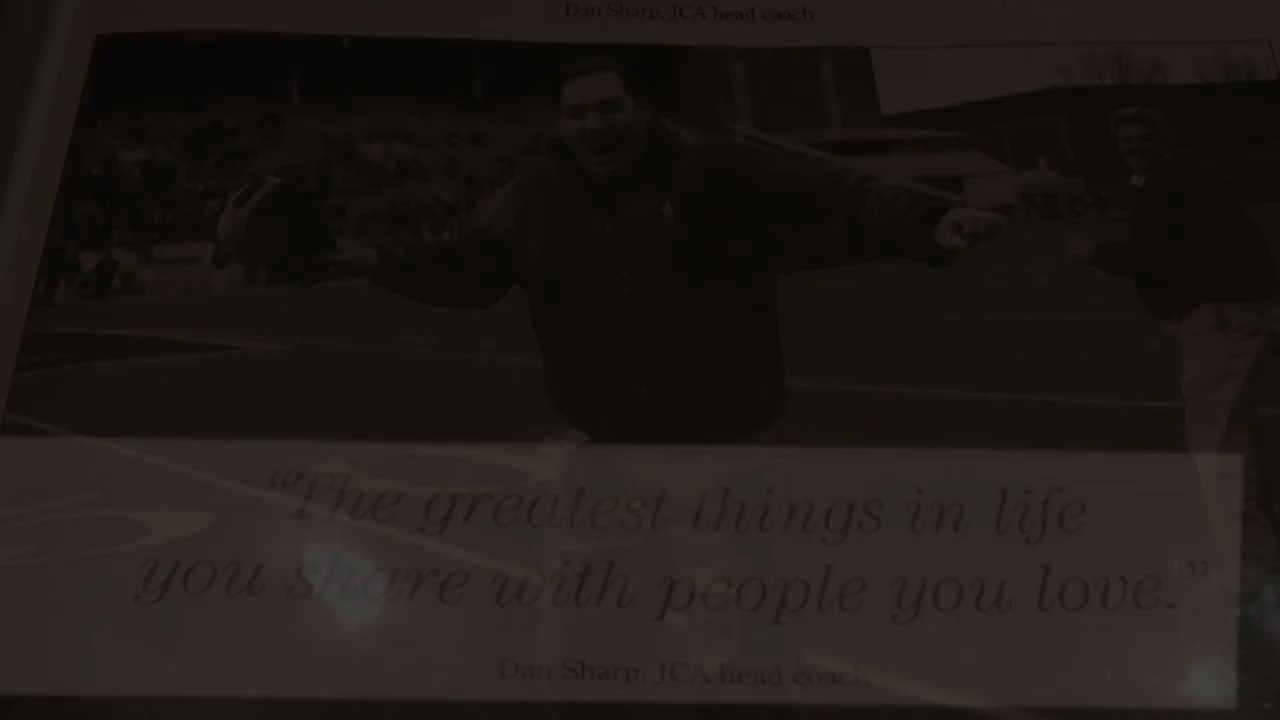 Dan Sharp, JCA head coach
“The greatest things in life
you share with people you love.”
Dan Sharp, JCA head coach